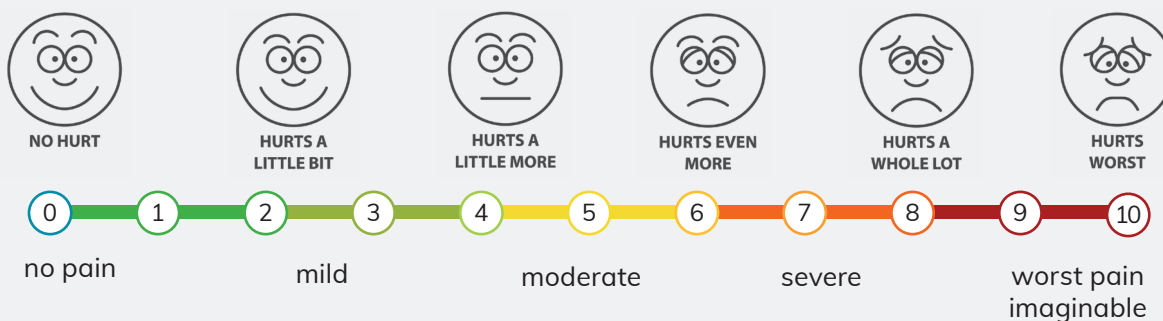 NO HURT
HURTS A
LITTLE BIT
HURTS A
LITTLE MORE
HURTS EVEN
MORE
HURTS A
WHOLE LOT
HURTS
WORST
0 1 2 3 4 5 6 7 8 9 10
no pain
mild
moderate
severe
worst pain
imaginable